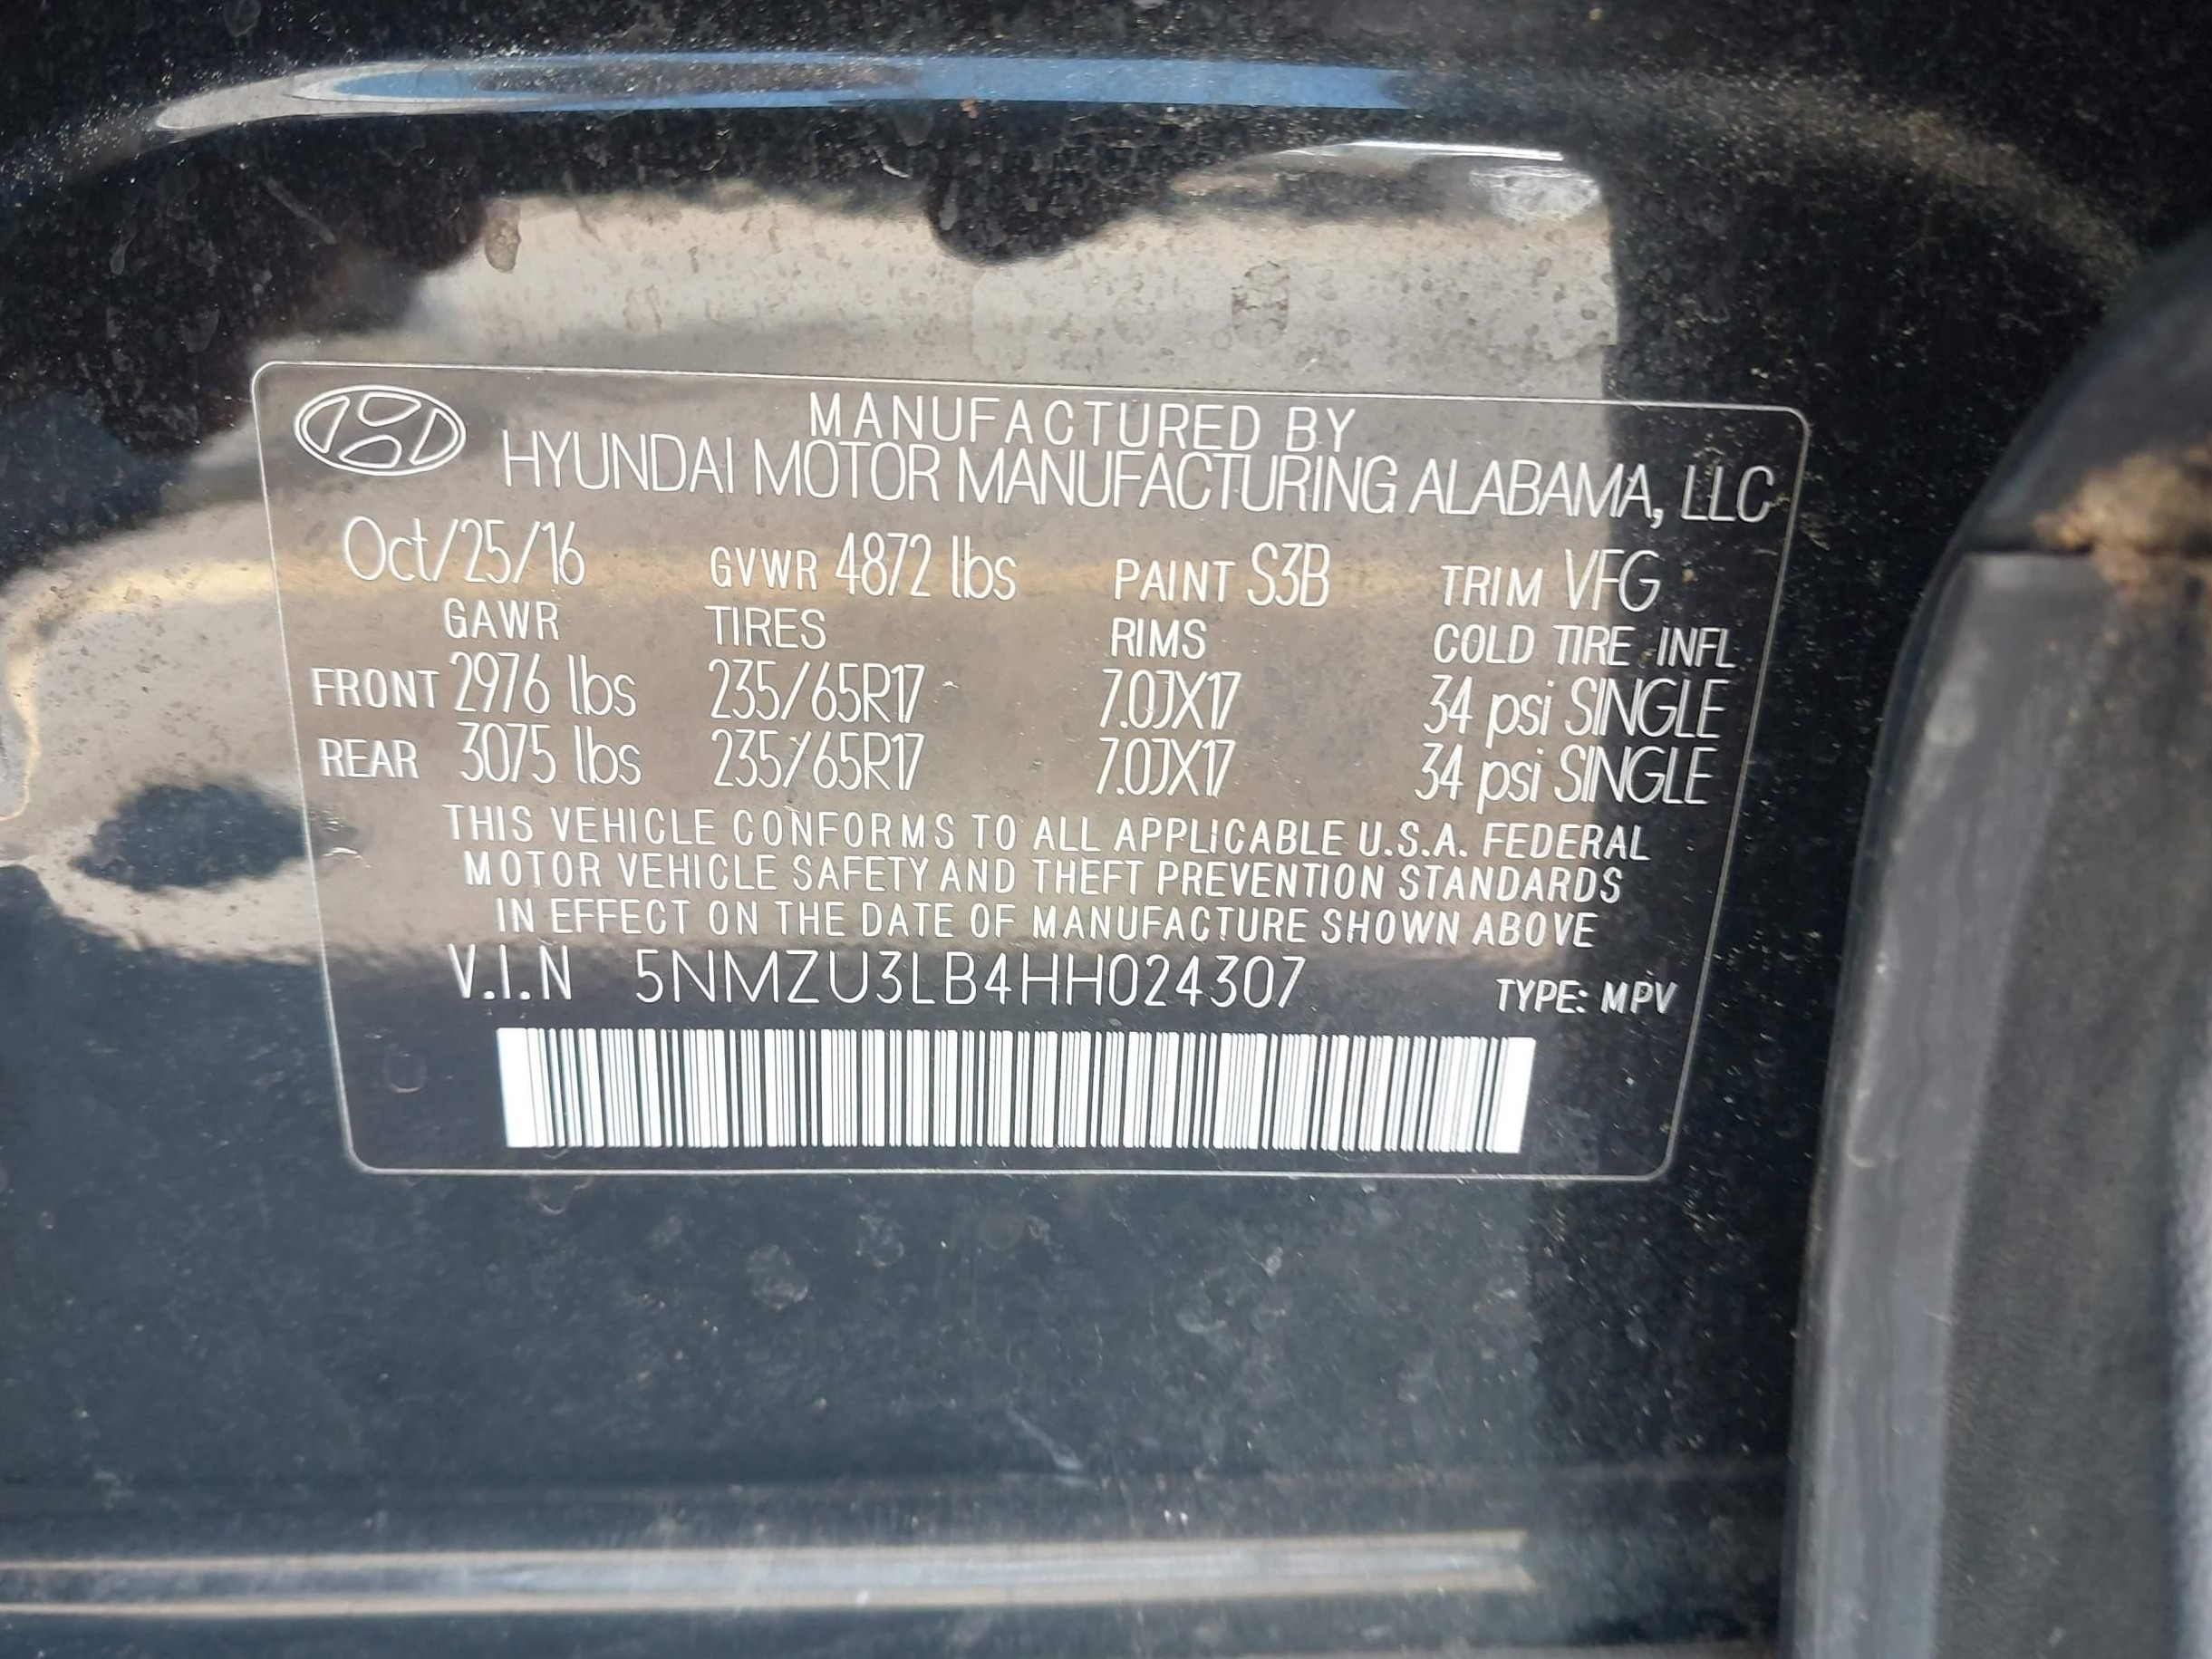 MANUFACTURED BY
HYUNDAI MOTOR MANUFACTURING ALABAMA, LLC
Oct/25/16 GVWR 4872 lbs PAINT S3B TRIM VFG
GAWR TIRES RIMS COLD TIRE INFL
FRONT 2976 lbs 235/65R17 7.0JX17 34 psi SINGLE
REAR 3075 lbs 235/65R17 7.0JX17 34 psi SINGLE
THIS VEHICLE CONFORMS TO ALL APPLICABLE U.S.A. FEDERAL
MOTOR VEHICLE SAFETY AND THEFT PREVENTION STANDARDS
IN EFFECT ON THE DATE OF MANUFACTURE SHOWN ABOVE
V.I.N 5NMZU3LB4HH024307 TYPE: MPV